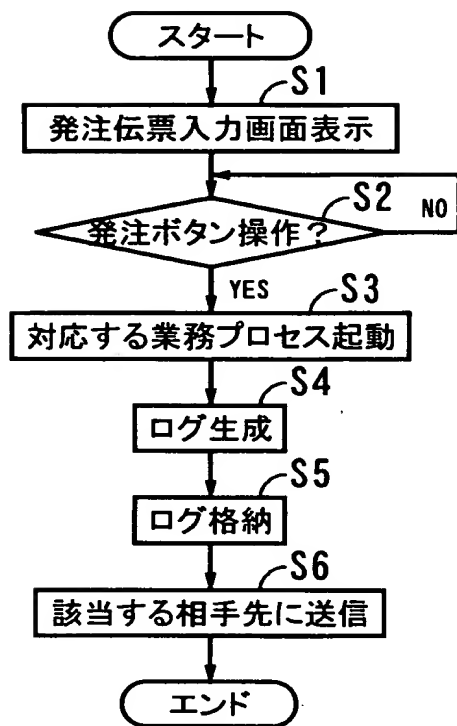 スタート
S1
発注伝票入力画面表示
S2
発注ボタン操作?
NO
YES
S3
対応する業務プロセス起動
S4
ログ生成
S5
ログ格納
S6
該当する相手先に送信
エンド